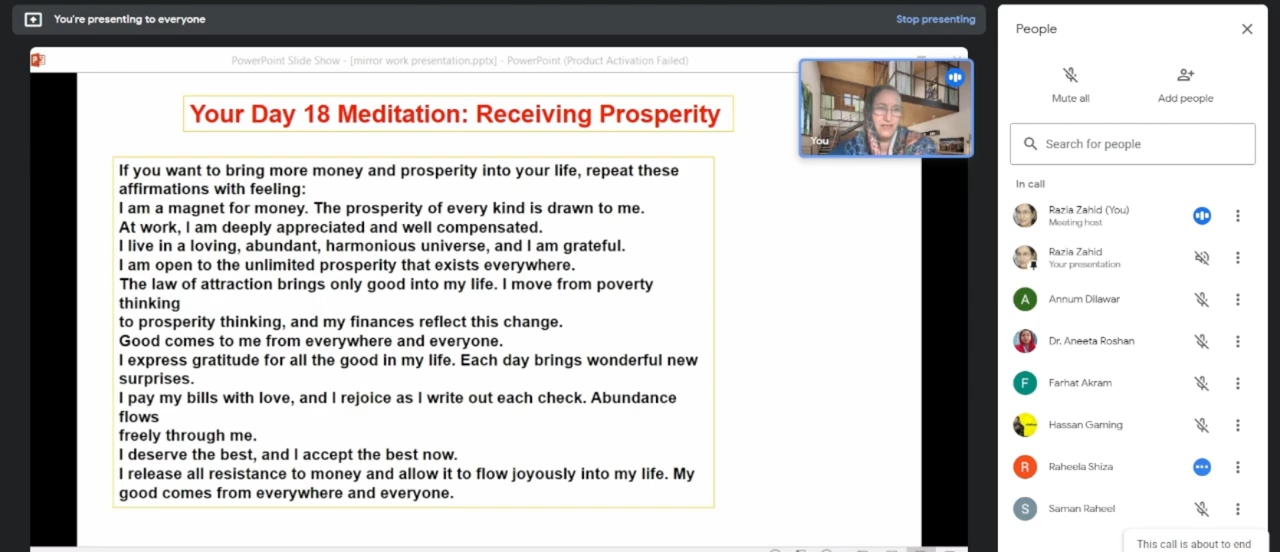 You're presenting to everyone
Stop presenting
PowerPoint Slide Show - [mirror work presentation.pptx] - PowerPoint (Product Activation Failed)
Your Day 18 Meditation: Receiving Prosperity
You
If you want to bring more money and prosperity into your life, repeat these
affirmations with feeling:
I am a magnet for money. The prosperity of every kind is drawn to me.
At work, I am deeply appreciated and well compensated.
I live in a loving, abundant, harmonious universe, and I am grateful.
I am open to the unlimited prosperity that exists everywhere.
The law of attraction brings only good into my life. I move from poverty
thinking
to prosperity thinking, and my finances reflect this change.
Good comes to me from everywhere and everyone.
I express gratitude for all the good in my life. Each day brings wonderful new
surprises.
I pay my bills with love, and I rejoice as I write out each check. Abundance
flows
freely through me.
I deserve the best, and I accept the best now.
I release all resistance to money and allow it to flow joyously into my life. My
good comes from everywhere and everyone.
People
Mute all
Add people
Search for people
In call
Razia Zahid (You)
Meeting host
Razia Zahid
Your presentation
A
Annum Dilawar
Dr. Aneeta Roshan
F
Farhat Akram
Hassan Gaming
R
Raheela Shiza
S
Saman Raheel
This call is about to end